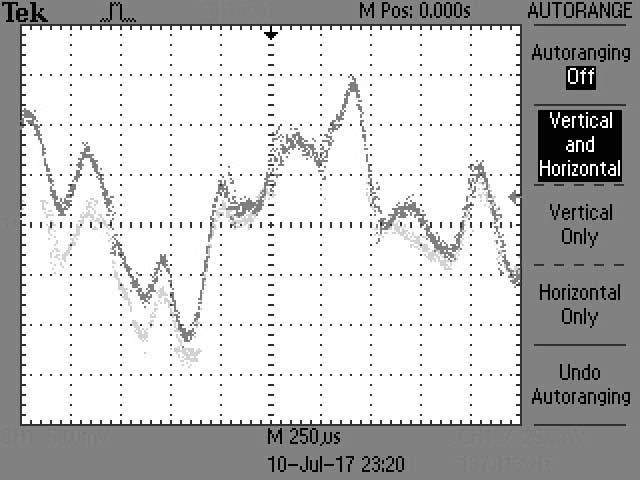 Tek
M Pos: 0.000s
AUTORANGE
Autoranging
Off
Vertical
and
Horizontal
Vertical
Only
Horizontal
Only
Undo
Autoranging
M 250µs
10-Jul-17 23:20